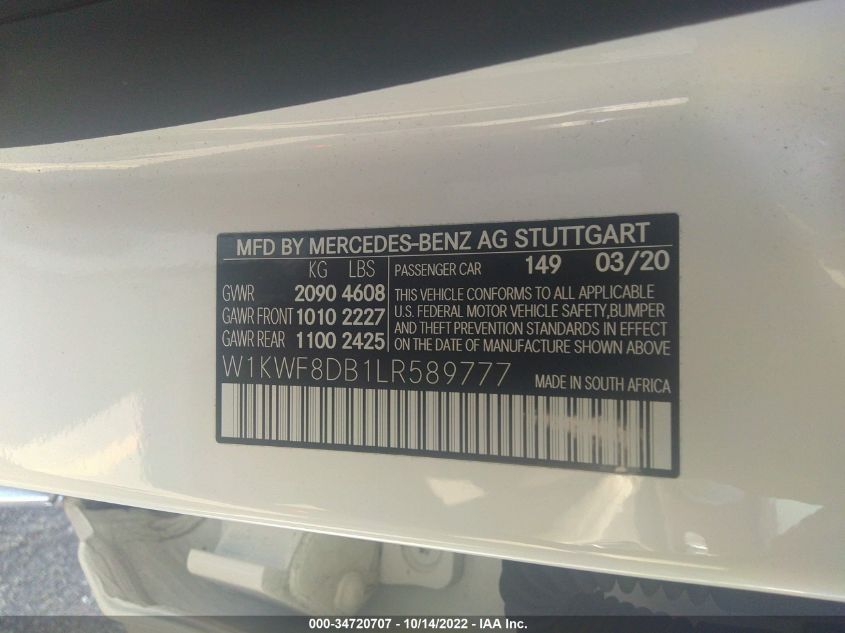 MFD BY MERCEDES-BENZ AG STUTTGART
KG LBS
GVWR 2090 4608
GAWR FRONT 1010 2227
GAWR REAR 1100 2425
PASSENGER CAR 149 03/20
THIS VEHICLE CONFORMS TO ALL APPLICABLE
U.S. FEDERAL MOTOR VEHICLE SAFETY,BUMPER
AND THEFT PREVENTION STANDARDS IN EFFECT
ON THE DATE OF MANUFACTURE SHOWN ABOVE
W1KWF8DB1LR589777
MADE IN SOUTH AFRICA
000-34720707 - 10/14/2022 - IAA Inc.